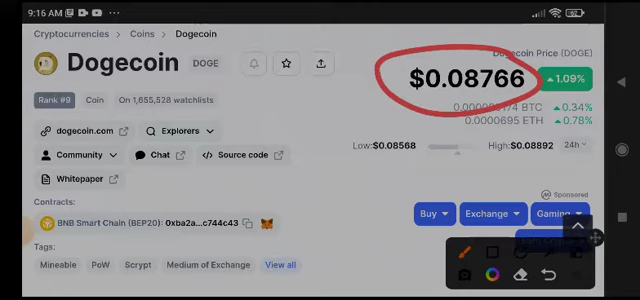 9:16 AM
Cryptocurrencies > Coins > Dogecoin
Dogecoin DOGE
Dogecoin Price (DOGE)
$0.08766 1.09%
Rank #9 Coin On 1,655,528 watchlists
BTC 0.34%
0.0000695 ETH 0.78%
dogecoin.com Explorers
Low:$0.08568 High:$0.08892 24h
Community Chat Source code
Whitepaper
Sponsored
Contracts:
Buy Exchange Gaming
BNB Smart Chain (BEP20): 0xba2a...c744c43
Tags:
Mineable PoW Scrypt Medium of Exchange View all